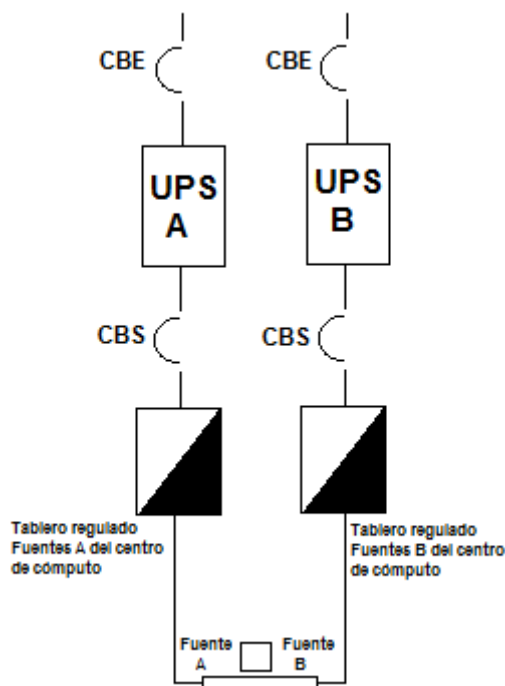 CBE
CBE
UPS
A
UPS
B
CBS
CBS
Tablero regulado
Fuentes A del centro
de cómputo
Tablero regulado
Fuentes B del centro
de cómputo
Fuente
A
Fuente
B